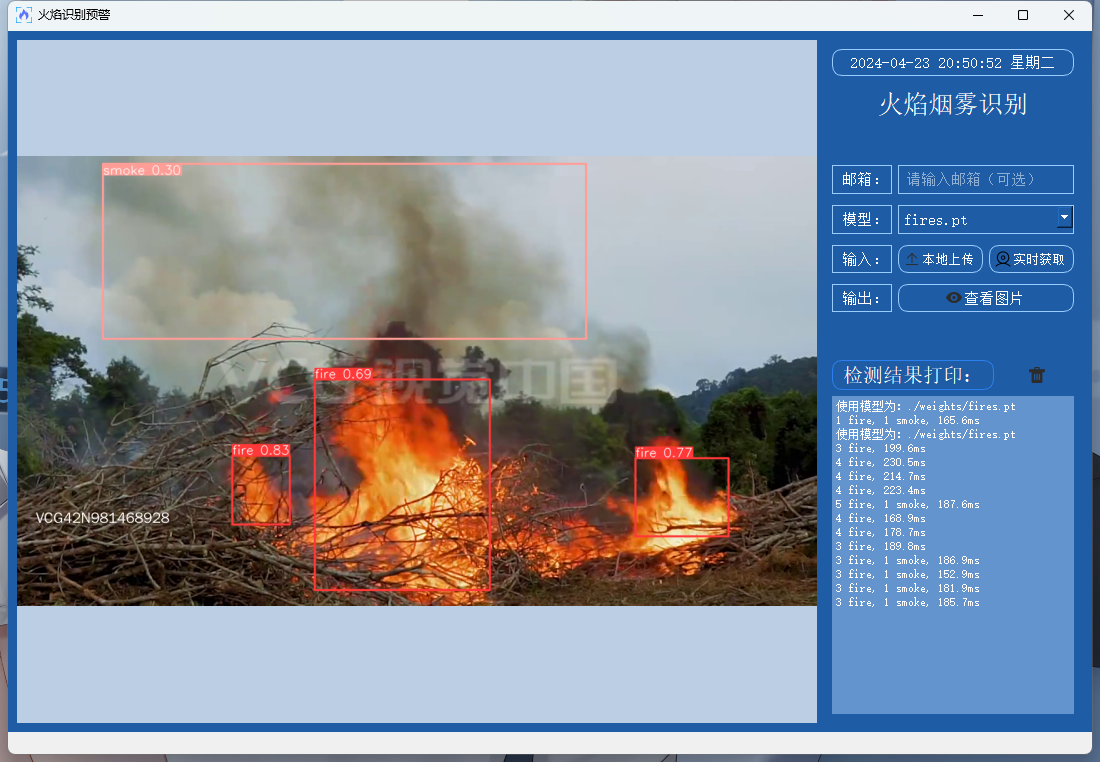 火焰识别预警
smoke 0.30
VCG视觉中国
fire 0.69
fire 0.83
fire 0.77
VCG42N981468928
2024-04-23 20:50:52 星期二
火焰烟雾识别
邮箱： 请输入邮箱（可选）
模型： fires.pt
输入： 本地上传 实时获取
输出： 查看图片
检测结果打印：
使用模型为：./weights/fires.pt
1 fire, 1 smoke, 165.6ms
使用模型为：./weights/fires.pt
3 fire, 199.6ms
4 fire, 230.5ms
4 fire, 214.7ms
4 fire, 223.4ms
5 fire, 1 smoke, 187.6ms
4 fire, 168.9ms
4 fire, 178.7ms
3 fire, 189.8ms
3 fire, 1 smoke, 186.9ms
3 fire, 1 smoke, 152.9ms
3 fire, 1 smoke, 181.9ms
3 fire, 1 smoke, 185.7ms